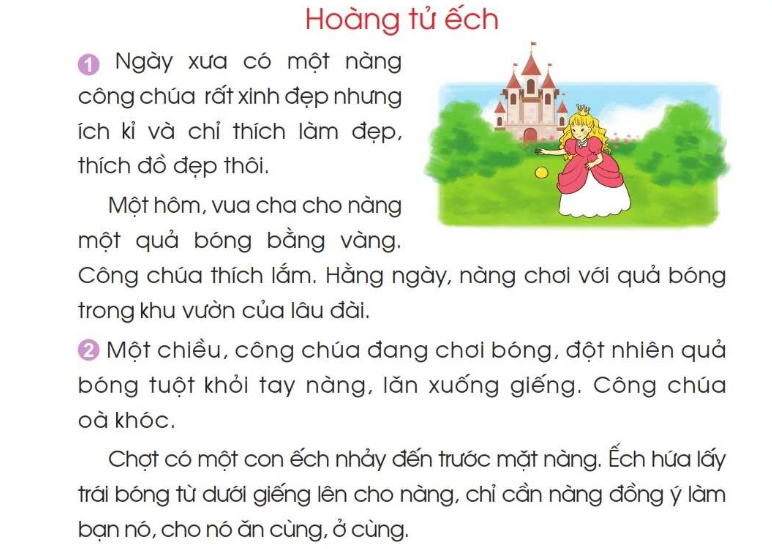 Hoàng tử ếch
1 Ngày xưa có một nàng
công chúa rất xinh đẹp nhưng
ích kỉ và chỉ thích làm đẹp,
thích đồ đẹp thôi.
Một hôm, vua cha cho nàng
một quả bóng bằng vàng.
Công chúa thích lắm. Hằng ngày, nàng chơi với quả bóng
trong khu vườn của lâu đài.
2 Một chiều, công chúa đang chơi bóng, đột nhiên quả
bóng tuột khỏi tay nàng, lăn xuống giếng. Công chúa
oà khóc.
Chợt có một con ếch nhảy đến trước mặt nàng. Ếch hứa lấy
trái bóng từ dưới giếng lên cho nàng, chỉ cần nàng đồng ý làm
bạn nó, cho nó ăn cùng, ở cùng.